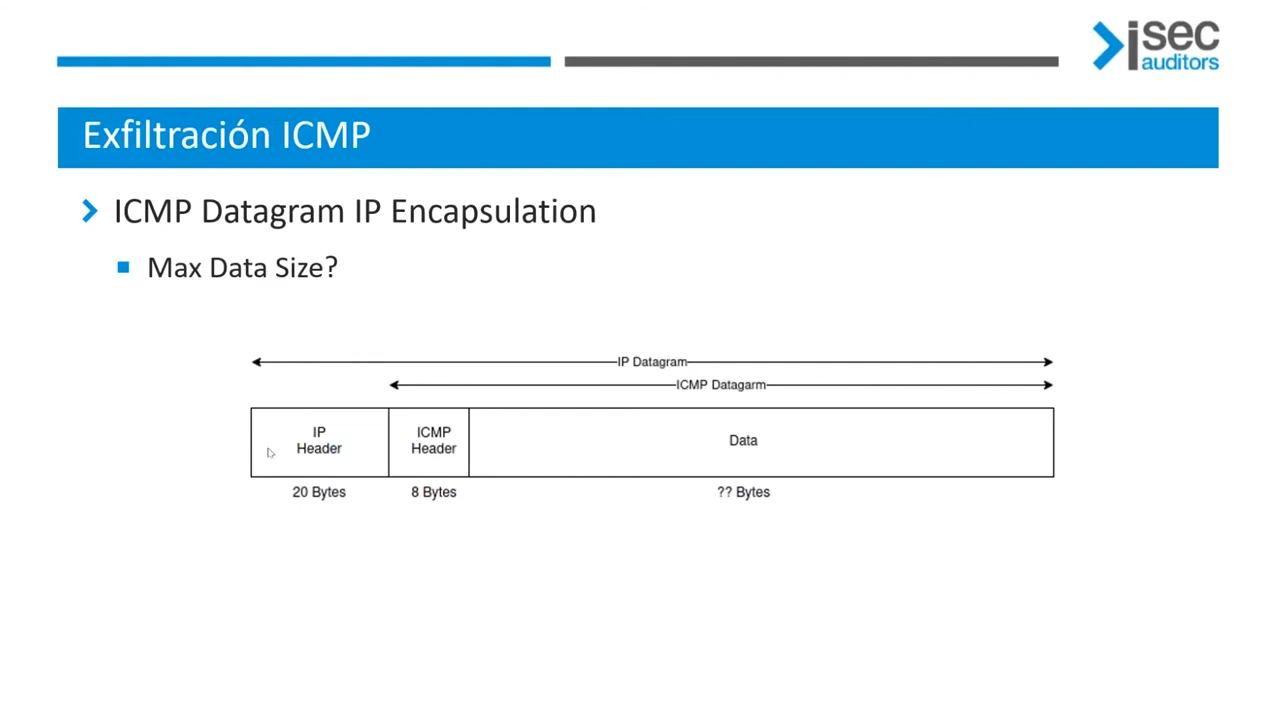 isec
auditors
Exfiltración ICMP
ICMP Datagram IP Encapsulation
Max Data Size?
IP Datagram
ICMP Datagarm
IP
Header
ICMP
Header
Data
20 Bytes
8 Bytes
?? Bytes